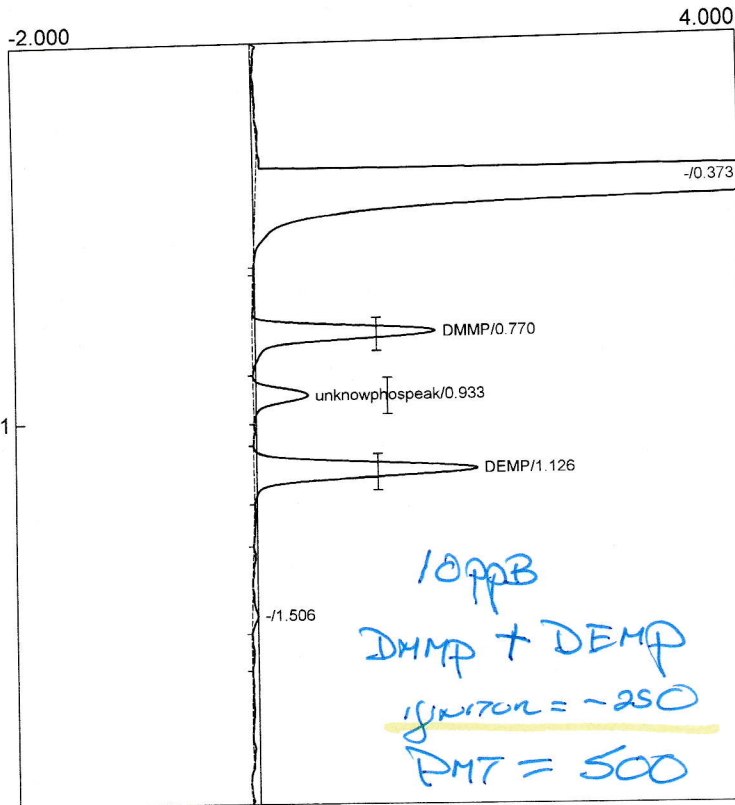 -2.000 4.000
-/0.373
DMMP/0.770
unknowphospeak/0.933
1
DEMP/1.126
10ppB
-/1.506
DMMP + DEMP
ignitor = -250
PMT = 500